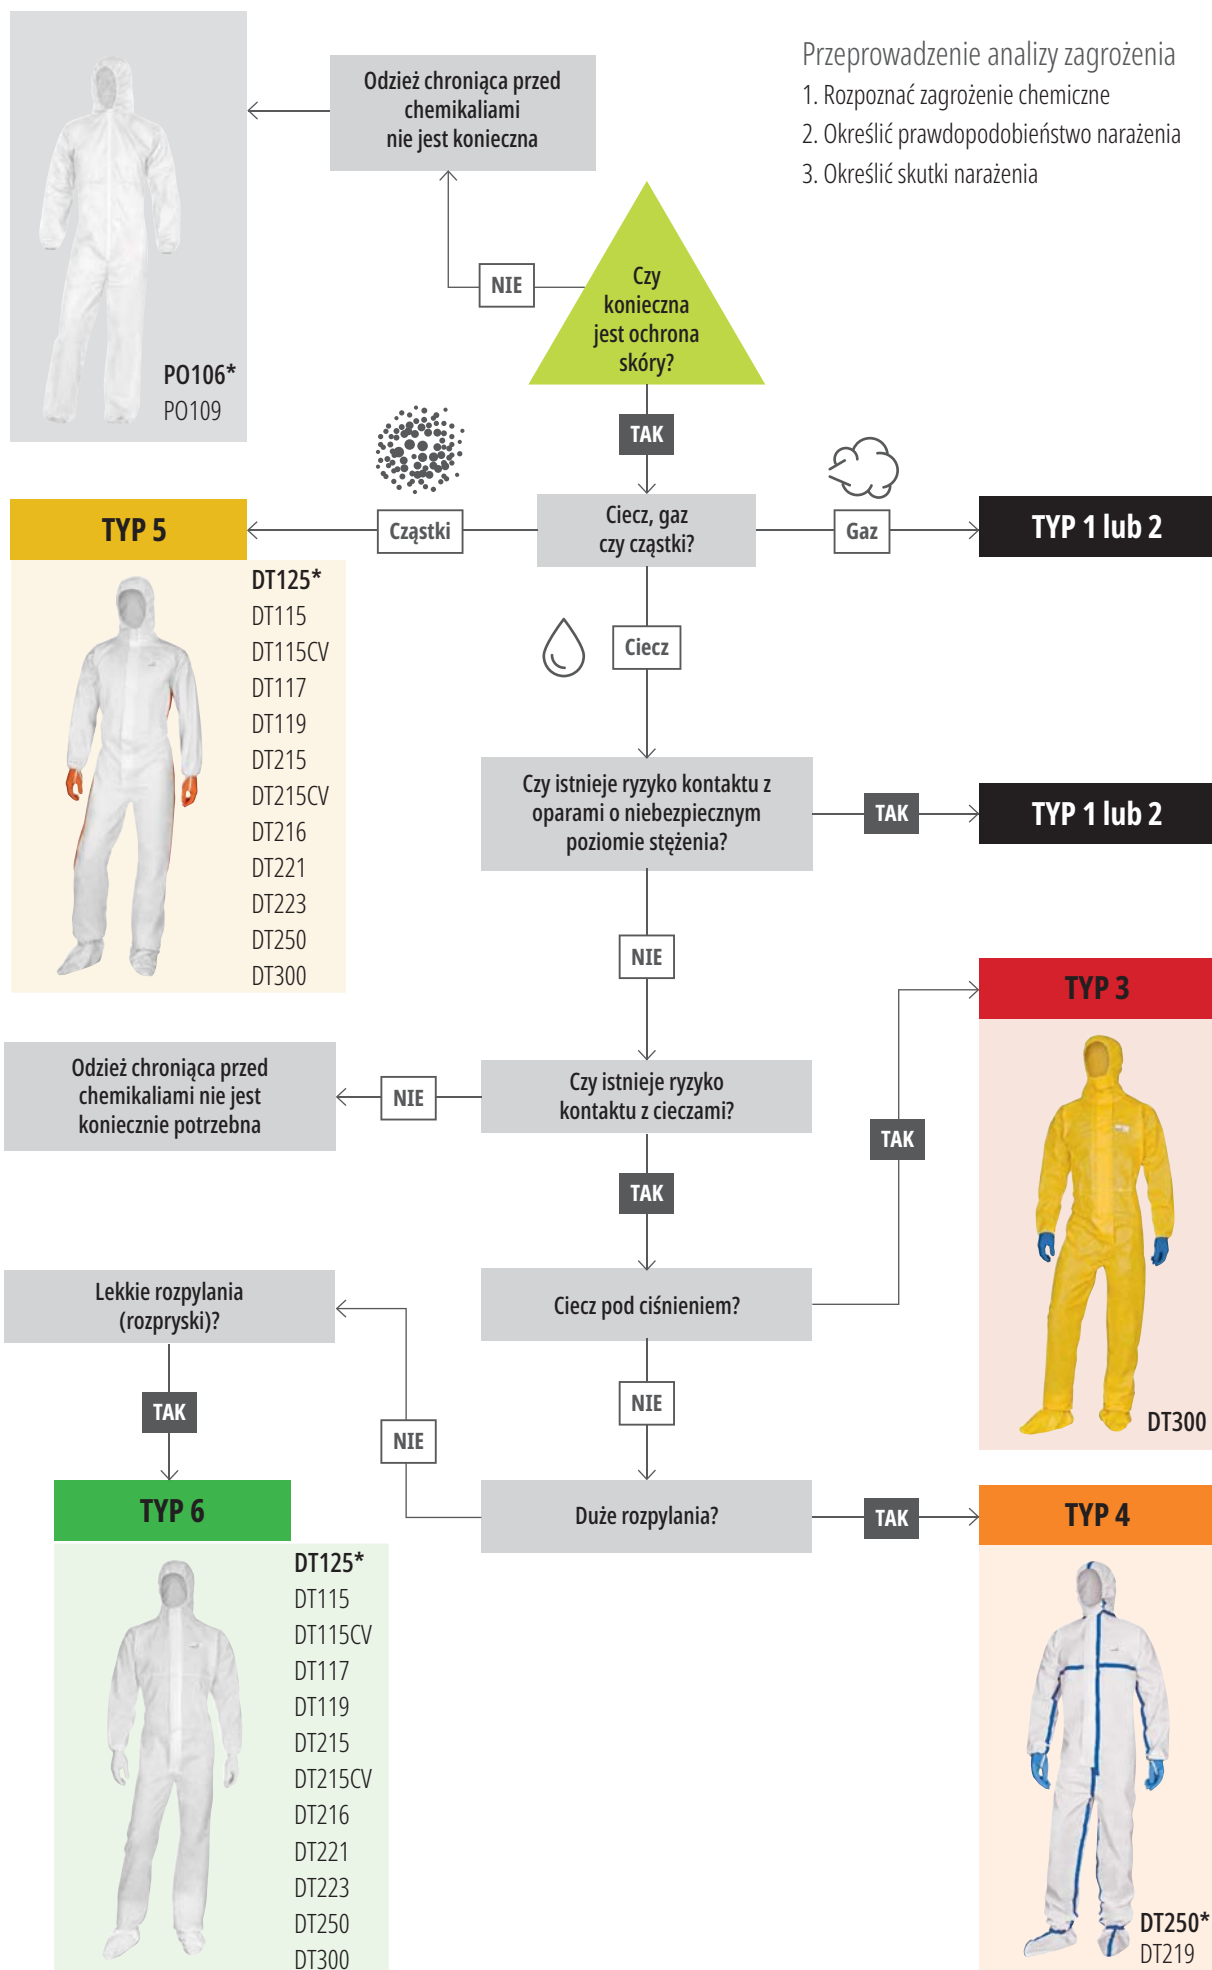 Przeprowadzenie analizy zagrożenia
1. Rozpoznać zagrożenie chemiczne
2. Określić prawdopodobieństwo narażenia
3. Określić skutki narażenia
Odzież chroniąca przed
chemikaliami
nie jest konieczna
NIE
Czy
konieczna
jest ochrona
skóry?
PO106*
PO109
TAK
TYP 5
Cząstki
Ciecz, gaz
czy cząstki?
Gaz
TYP 1 lub 2
DT125*
DT115
DT115CV
DT117
DT119
DT215
DT215CV
DT216
DT221
DT223
DT250
DT300
Ciecz
Czy istnieje ryzyko kontaktu z
oparami o niebezpiecznym
poziomie stężenia?
TAK
TYP 1 lub 2
NIE
TYP 3
Odzież chroniąca przed
chemikaliami nie jest
koniecznie potrzebna
NIE
Czy istnieje ryzyko
kontaktu z cieczami?
TAK
TAK
Lekkie rozpylania
(rozpryski)?
Ciecz pod ciśnieniem?
TAK
NIE
NIE
DT300
TYP 6
Duże rozpylania?
TAK
TYP 4
DT125*
DT115
DT115CV
DT117
DT119
DT215
DT215CV
DT216
DT221
DT223
DT250
DT300
DT250*
DT219